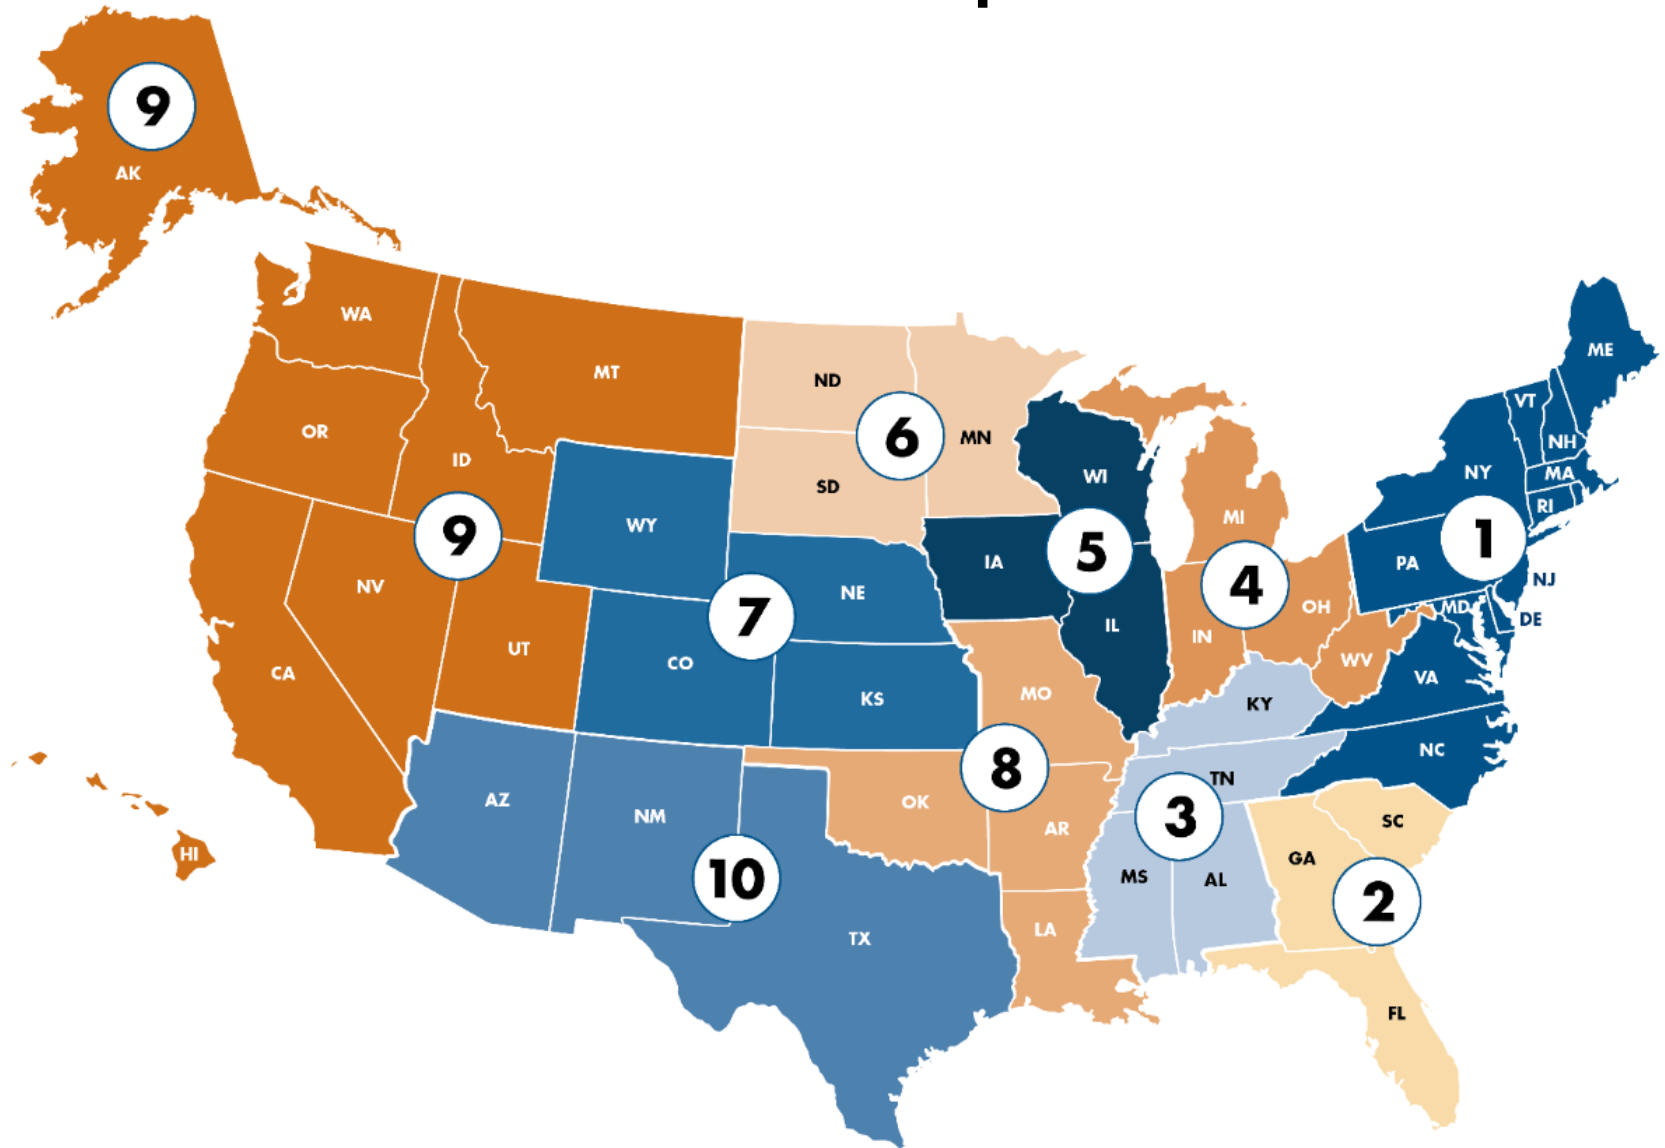 9
AK
WA
MT
OR
ID
9
NV
CA
UT
HI
ND
MN
6
SD
WY
NE
7
CO
KS
WI
IA
5
IL
MI
4
IN
OH
WV
ME
VT
NH
NY
MA
RI
1
PA
NJ
MD
DE
VA
NC
MO
8
OK
AR
LA
KY
TN
3
MS
AL
SC
GA
2
FL
AZ
NM
10
TX